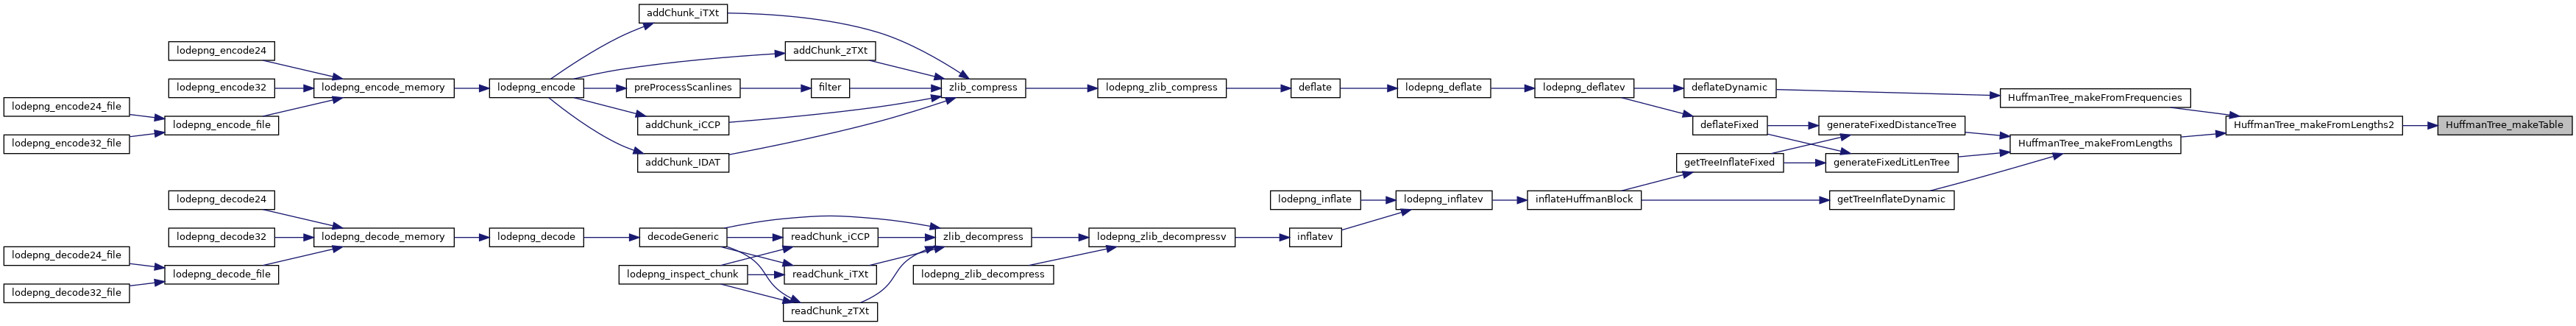 addChunk_iTXt
lodepng_encode24
addChunk_zTXt
lodepng_encode32
lodepng_encode_memory
lodepng_encode
preProcessScanlines
filter
zlib_compress
lodepng_zlib_compress
deflate
lodepng_deflate
lodepng_deflatev
deflateDynamic
HuffmanTree_makeFromFrequencies
lodepng_encode24_file
lodepng_encode_file
addChunk_iCCP
deflateFixed
generateFixedDistanceTree
HuffmanTree_makeFromLengths2
HuffmanTree_makeTable
lodepng_encode32_file
HuffmanTree_makeFromLengths
addChunk_IDAT
getTreeInflateFixed
generateFixedLitLenTree
lodepng_decode24
lodepng_inflate
lodepng_inflatev
inflateHuffmanBlock
getTreeInflateDynamic
lodepng_decode32
lodepng_decode_memory
lodepng_decode
decodeGeneric
readChunk_iCCP
zlib_decompress
lodepng_zlib_decompressv
inflatev
lodepng_decode24_file
lodepng_decode_file
lodepng_inspect_chunk
readChunk_iTXt
lodepng_zlib_decompress
lodepng_decode32_file
readChunk_zTXt